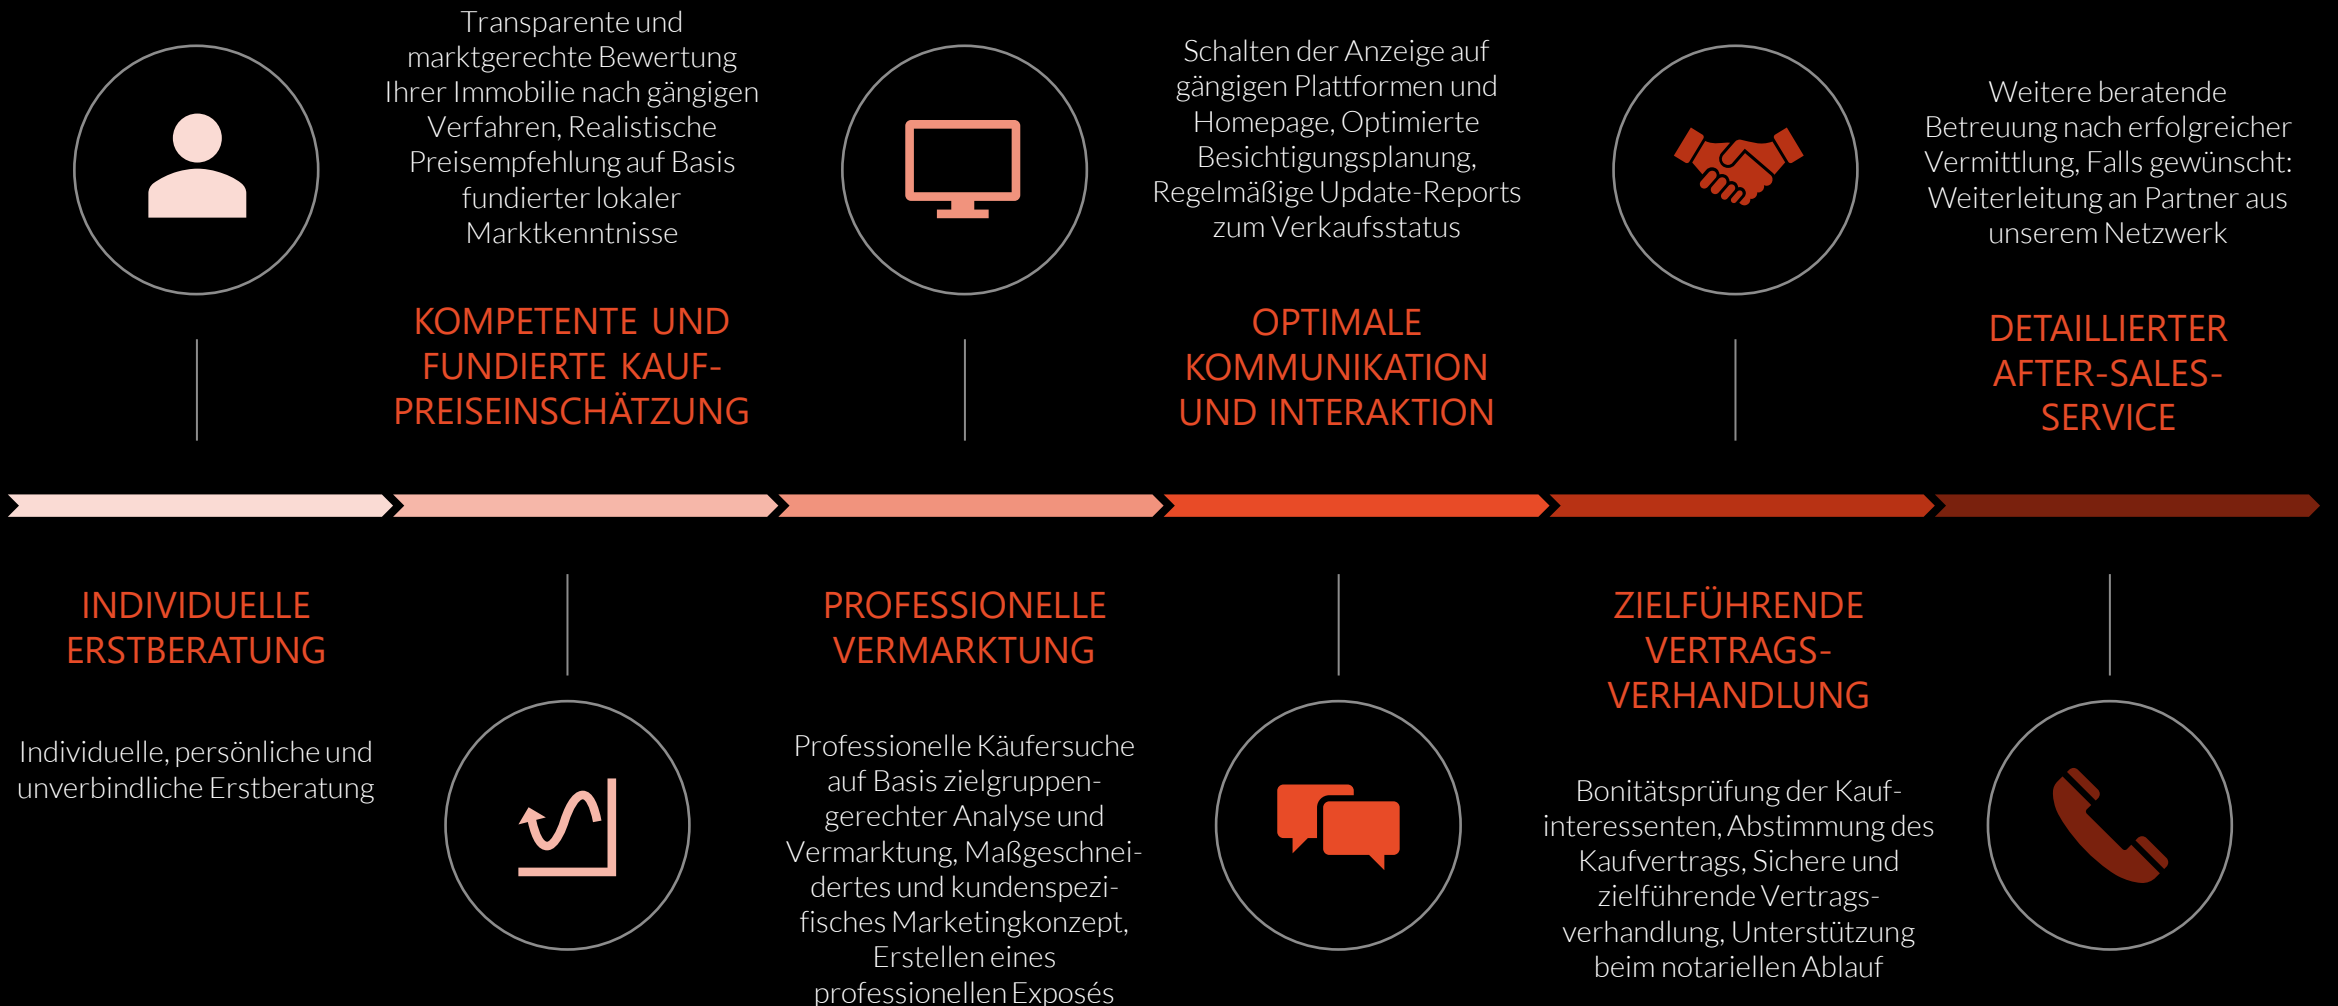 INDIVIDUELLE
ERSTBERATUNG
Individuelle, persönliche und
unverbindliche Erstberatung
Transparente und
marktgerechte Bewertung
Ihrer Immobilie nach gängigen
Verfahren, Realistische
Preisempfehlung auf Basis
fundierter lokaler
Marktkenntnisse
KOMPETENTE UND
FUNDIERTE KAUF-
PREISEINSCHÄTZUNG
PROFESSIONELLE
VERMARKTUNG
Professionelle Käufersuche
auf Basis zielgruppen-
gerechter Analyse und
Vermarktung, Maßgeschnei-
dertes und kundenspezi-
fisches Marketingkonzept,
Erstellen eines
professionellen Exposés
Schalten der Anzeige auf
gängigen Plattformen und
Homepage, Optimierte
Besichtigungsplanung,
Regelmäßige Update-Reports
zum Verkaufsstatus
OPTIMALE
KOMMUNIKATION
UND INTERAKTION
ZIELFÜHRENDE
VERTRAGS-
VERHANDLUNG
Bonitätsprüfung der Kauf-
interessenten, Abstimmung des
Kaufvertrags, Sichere und
zielführende Vertrags-
verhandlung, Unterstützung
beim notariellen Ablauf
Weitere beratende
Betreuung nach erfolgreicher
Vermittlung, Falls gewünscht:
Weiterleitung an Partner aus
unserem Netzwerk
DETAILLIERTER
AFTER-SALES-
SERVICE